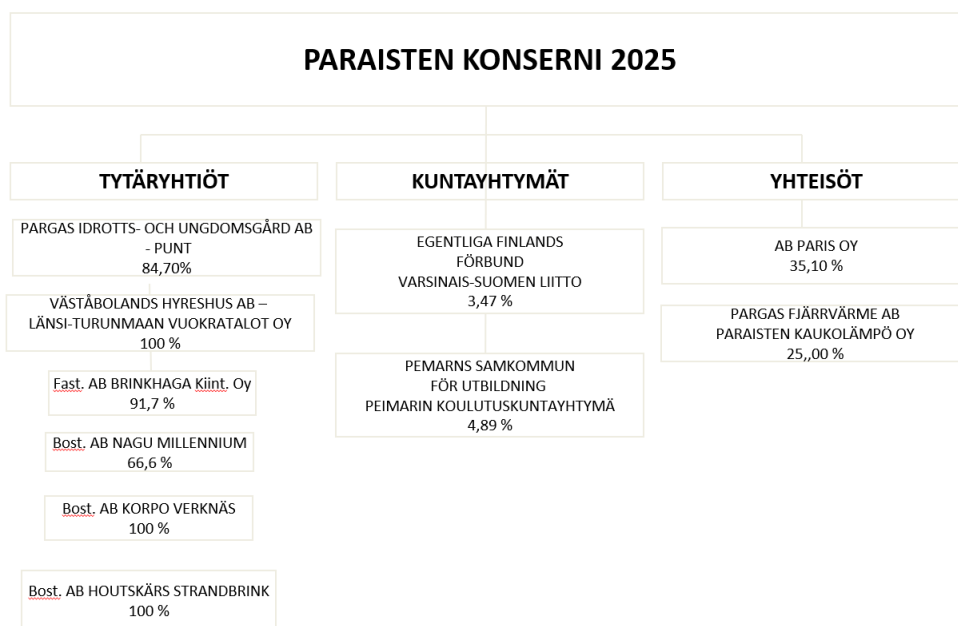 PARAISTEN KONSERNI 2025
TYTÄRYHTIÖT
PARGAS IDROTTS- OCH UNGDOMSGÅRD AB
- PUNT
84,70%
VÄSTÅBOLANDS HYRESHUS AB –
LÄNSI-TURUNMAAN VUOKRATALOT OY
100 %
Fast. AB BRINKHAGA Kiint. Oy
91,7 %
Bost. AB NAGU MILLENNIUM
66,6 %
Bost. AB KORPO VERKNÄS
100 %
Bost. AB HOUTSKÄRS STRANDBRINK
100 %
KUNTAYHTYMÄT
EGENTLIGA FINLANDS
FÖRBUND
VARSINAIS-SUOMEN LIITTO
3,47 %
PEMARNS SAMKOMMUN
FÖR UTBILDNING
PEIMARIN KOULUTUSKUNTAYHTYMÄ
4,89 %
YHTEISÖT
AB PARIS OY
35,10 %
PARGAS FJÄRRVÄRME AB
PARAISTEN KAUKOLÄMPÖ OY
25,,00 %